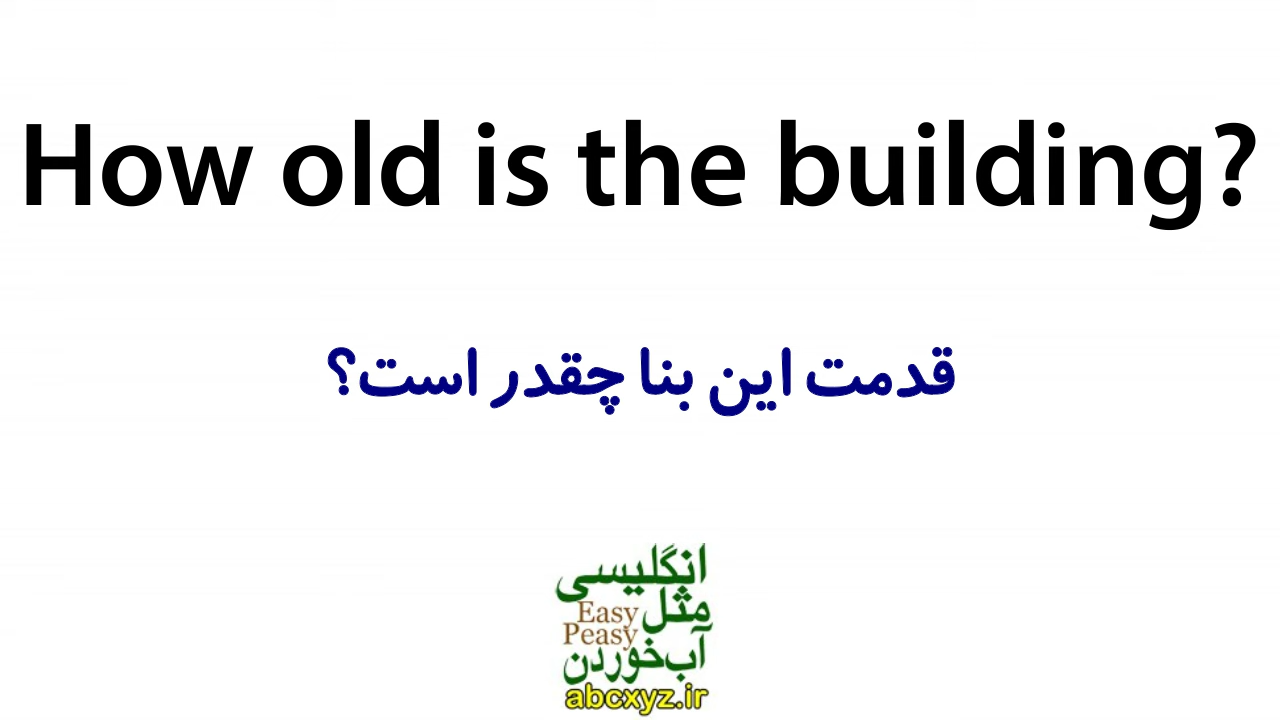 How old is the building?
قدمت این بنا چقدر است؟
انگلیسی
مثل
Easy
Peasy
آب‌خوردن
abcxyz.ir